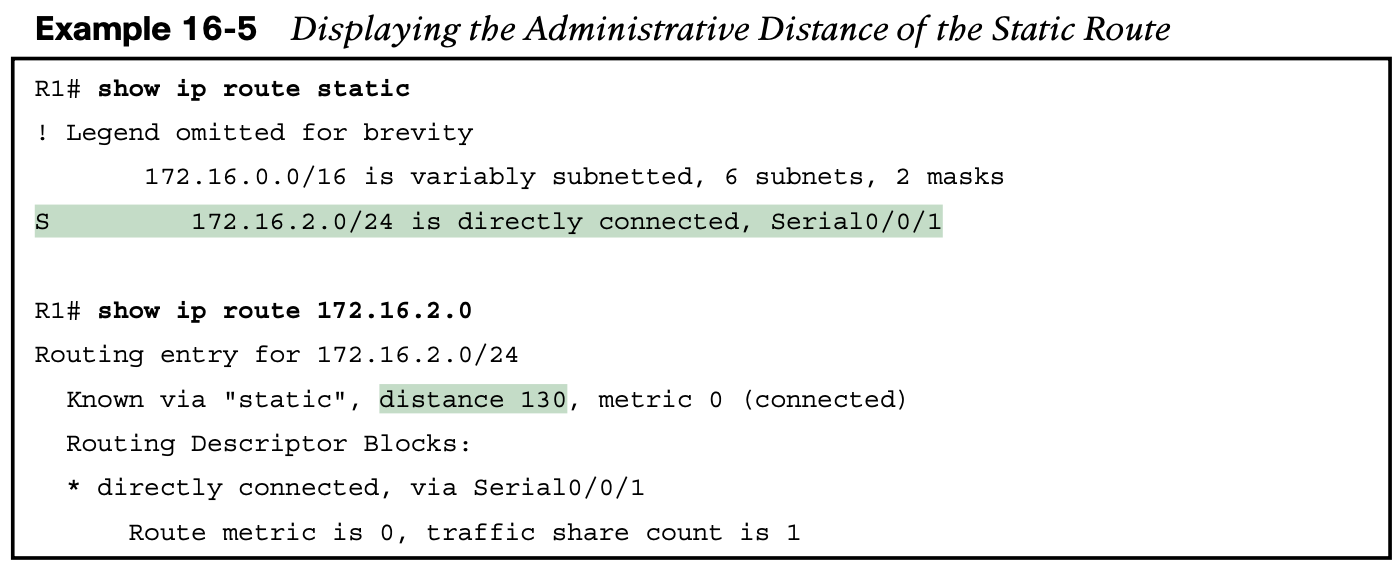 Example 16-5 Displaying the Administrative Distance of the Static Route
R1# show ip route static
! Legend omitted for brevity
172.16.0.0/16 is variably subnetted, 6 subnets, 2 masks
S 172.16.2.0/24 is directly connected, Serial0/0/1
R1# show ip route 172.16.2.0
Routing entry for 172.16.2.0/24
Known via "static", distance 130, metric 0 (connected)
Routing Descriptor Blocks:
* directly connected, via Serial0/0/1
Route metric is 0, traffic share count is 1